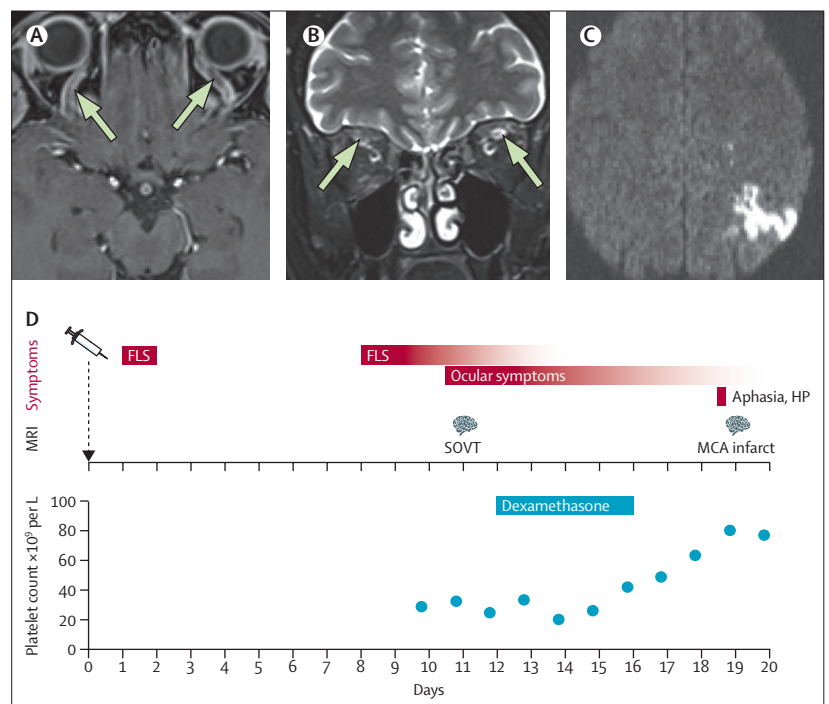 A
B
C
D
Symptoms
FLS
FLS
Ocular symptoms
Aphasia, HP
MRI
SOVT
MCA infarct
Dexamethasone
Platelet count ×10⁹ per L
100
80
60
40
20
0
0 1 2 3 4 5 6 7 8 9 10 11 12 13 14 15 16 17 18 19 20
Days